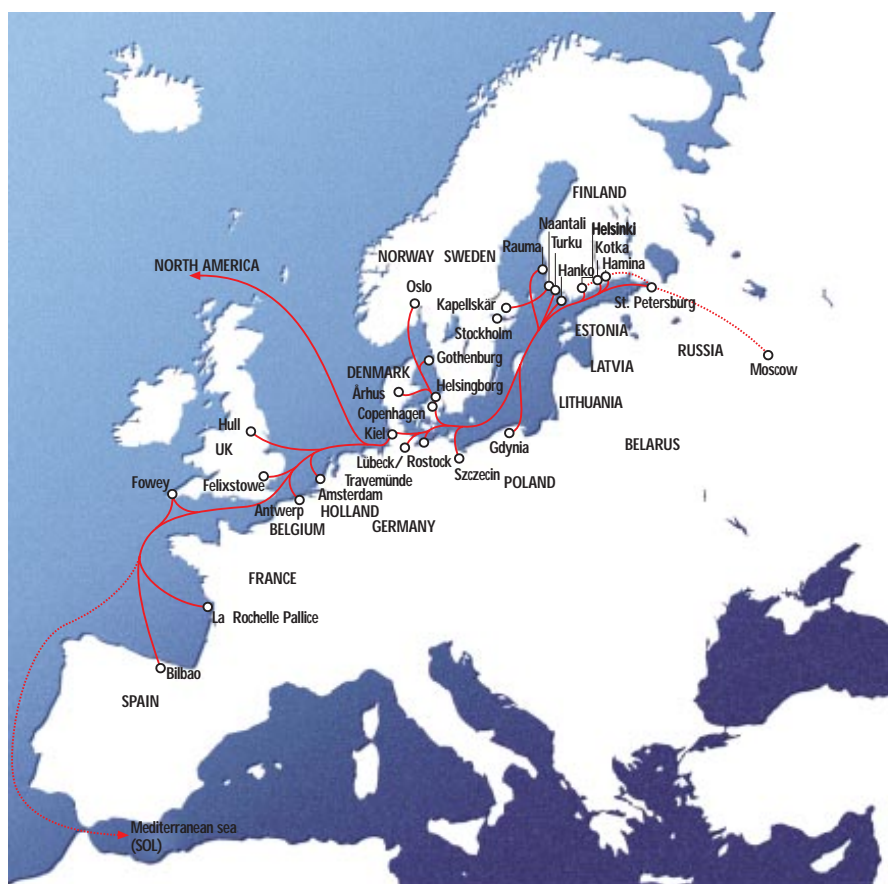 FINLAND
Naantali
Helsinki
Turku
Kotka
Rauma
NORWAY
SWEDEN
Hamina
NORTH AMERICA
Hanko
Oslo
Kapellskär
St. Petersburg
Stockholm
ESTONIA
RUSSIA
Gothenburg
LATVIA
Moscow
DENMARK
Århus
Helsingborg
LITHUANIA
Copenhagen
Hull
Kiel
BELARUS
UK
Lübeck/
Travemünde
Rostock
Gdynia
Szczecin
POLAND
Fowey
Felixstowe
Amsterdam
Antwerp
HOLLAND
BELGIUM
GERMANY
FRANCE
La Rochelle Pallice
Bilbao
SPAIN
Mediterranean sea
(SOL)